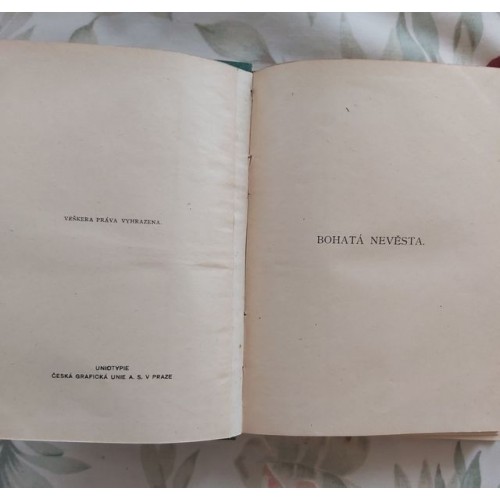 VEŠKERA PRÁVA VYHRAZENA.
UNIOTYPIE
ČESKÁ GRAFICKÁ UNIE A. S. V PRAZE
BOHATÁ NEVĚSTA.